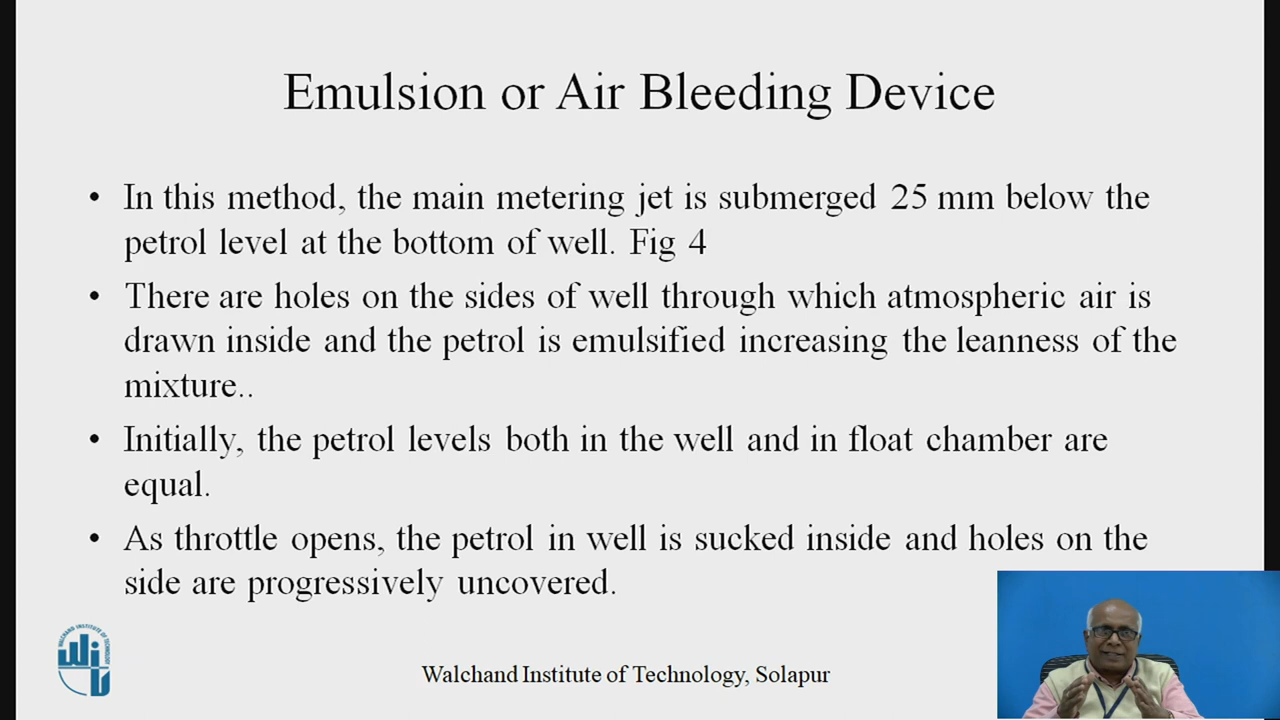 Emulsion or Air Bleeding Device
• In this method, the main metering jet is submerged 25 mm below the
petrol level at the bottom of well. Fig 4
• There are holes on the sides of well through which atmospheric air is
drawn inside and the petrol is emulsified increasing the leanness of the
mixture..
• Initially, the petrol levels both in the well and in float chamber are
equal.
• As throttle opens, the petrol in well is sucked inside and holes on the
side are progressively uncovered.
WALCHAND INSTITUTE OF TECHNOLOGY
Walchand Institute of Technology, Solapur